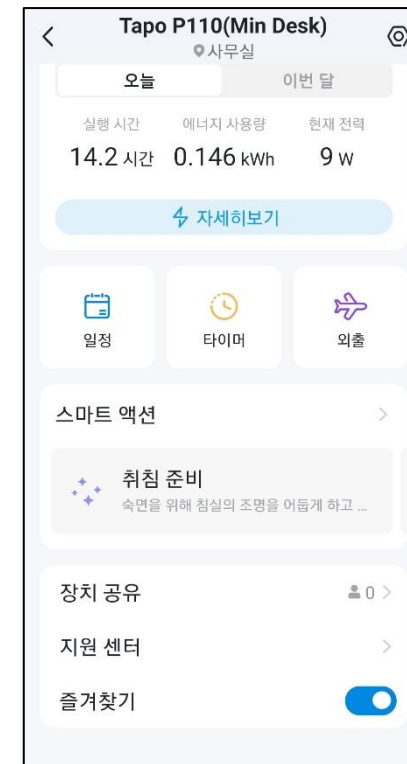 Tapo P110(Min Desk)
사무실
오늘 이번 달
실행 시간 에너지 사용량 현재 전력
14.2 시간 0.146 kWh 9 W
자세히보기
일정 타이머 외출
스마트 액션
취침 준비
숙면을 위해 침실의 조명을 어둡게 하고 ...
장치 공유 0
지원 센터
즐겨찾기